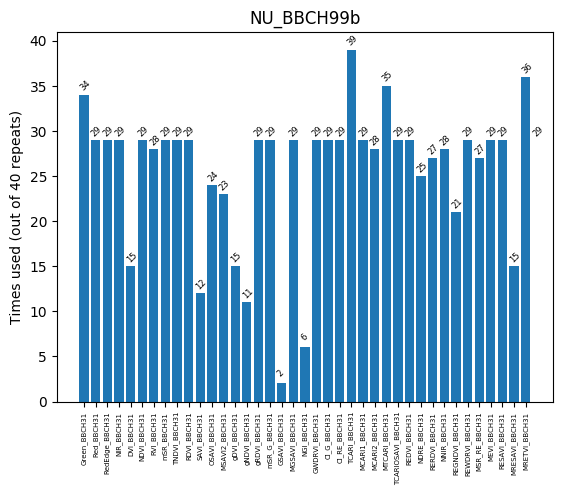 NU_BBCH99b
Times used (out of 40 repeats)
40
35
30
25
20
15
10
5
0
34
29
29
29
15
29
28
29
29
29
12
24
23
15
11
29
29
2
29
6
29
29
29
39
29
28
35
29
29
25
27
28
21
29
27
29
29
15
36
29
Green_BBCH31
Red_BBCH31
RedEdge_BBCH31
NIR_BBCH31
DVI_BBCH31
NDVI_BBCH31
RVI_BBCH31
mSR_BBCH31
TNDVI_BBCH31
RDVI_BBCH31
SAVI_BBCH31
OSAVI_BBCH31
MSAVI2_BBCH31
gDVI_BBCH31
gNDVI_BBCH31
gRDVI_BBCH31
mSR_G_BBCH31
GSAVI_BBCH31
MGSAVI_BBCH31
NGI_BBCH31
GWDRVI_BBCH31
CI_G_BBCH31
CI_RE_BBCH31
TCARI_BBCH31
MCARI1_BBCH31
MCARI2_BBCH31
MTCARI_BBCH31
TCARIOSAVI_BBCH31
REDVI_BBCH31
NDRE_BBCH31
RERDVI_BBCH31
NNIR_BBCH31
REGNDVI_BBCH31
REWDRVI_BBCH31
MSR_RE_BBCH31
MEVI_BBCH31
RESAVI_BBCH31
MRESAVI_BBCH31
MRETVI_BBCH31